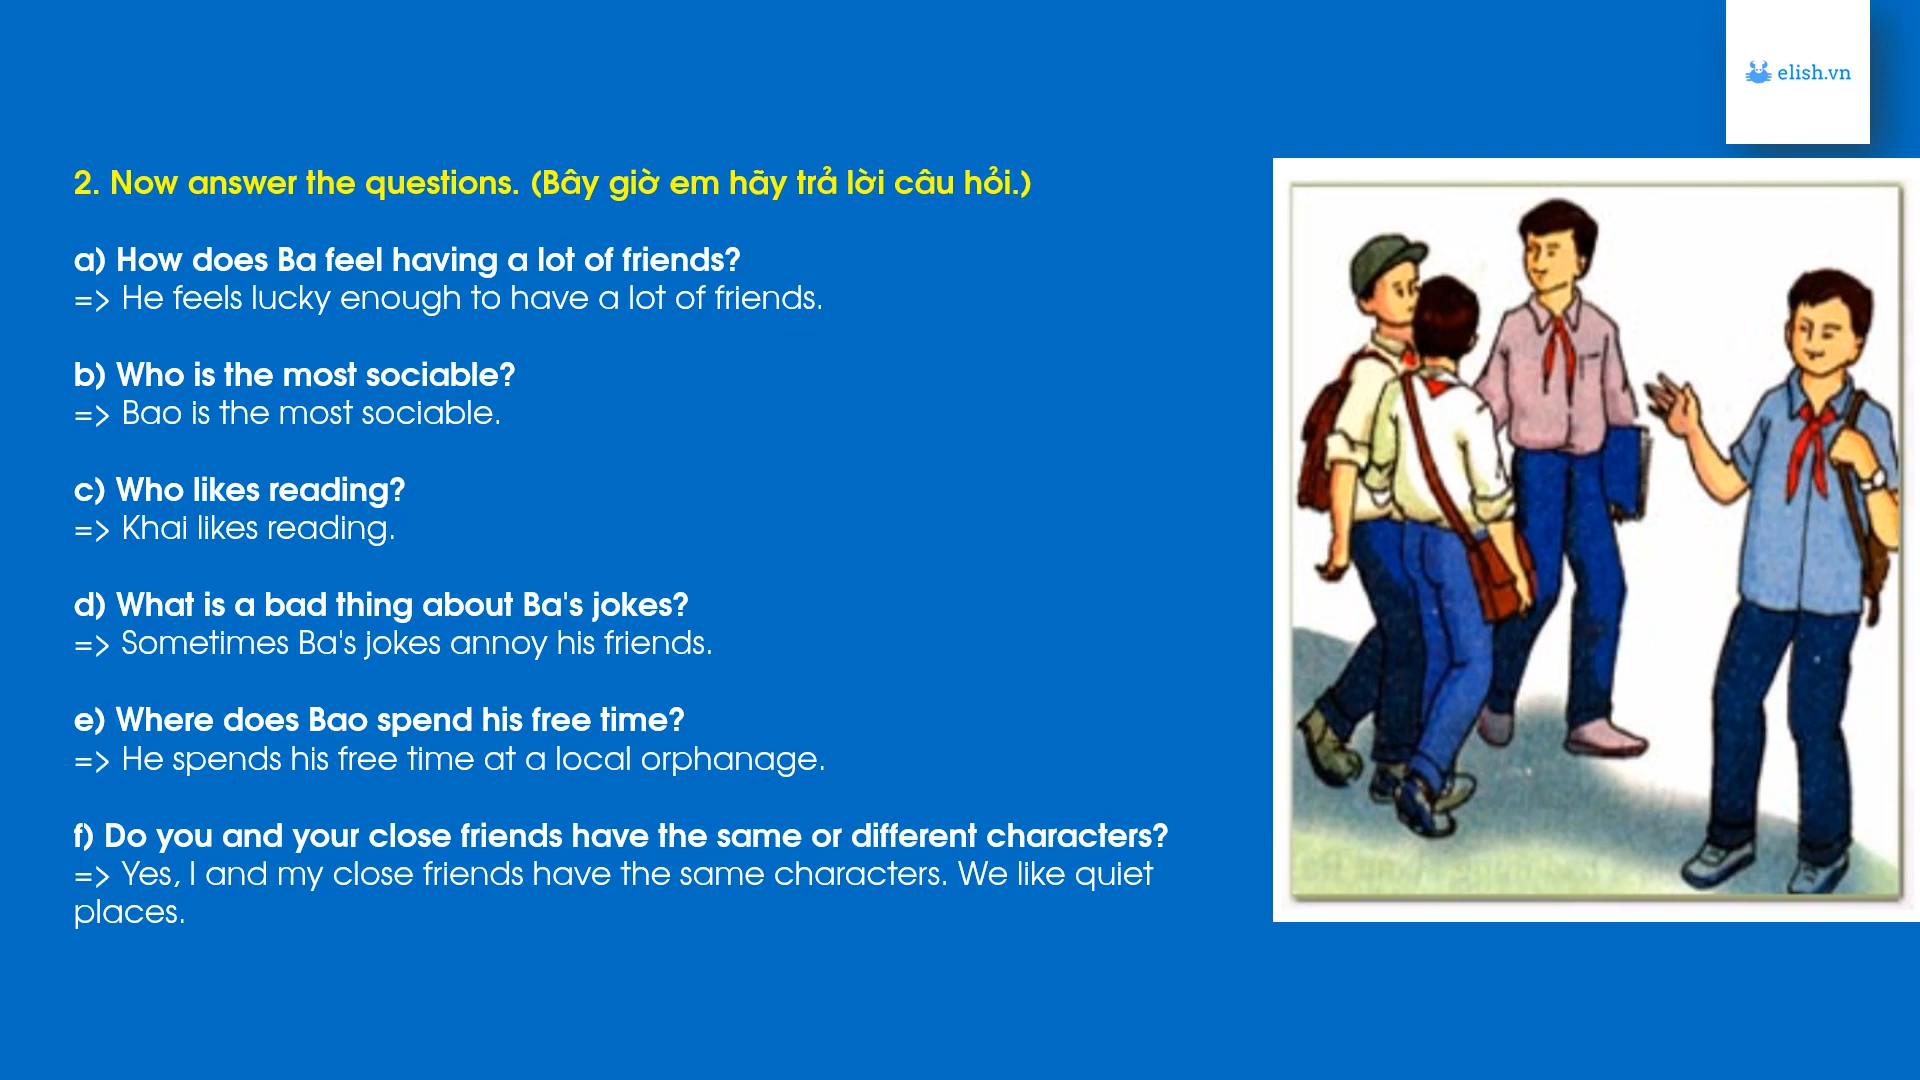 elish.vn
2. Now answer the questions. (Bây giờ em hãy trả lời câu hỏi.)
a) How does Ba feel having a lot of friends?
=> He feels lucky enough to have a lot of friends.
b) Who is the most sociable?
=> Bao is the most sociable.
c) Who likes reading?
=> Khai likes reading.
d) What is a bad thing about Ba's jokes?
=> Sometimes Ba's jokes annoy his friends.
e) Where does Bao spend his free time?
=> He spends his free time at a local orphanage.
f) Do you and your close friends have the same or different characters?
=> Yes, I and my close friends have the same characters. We like quiet
places.